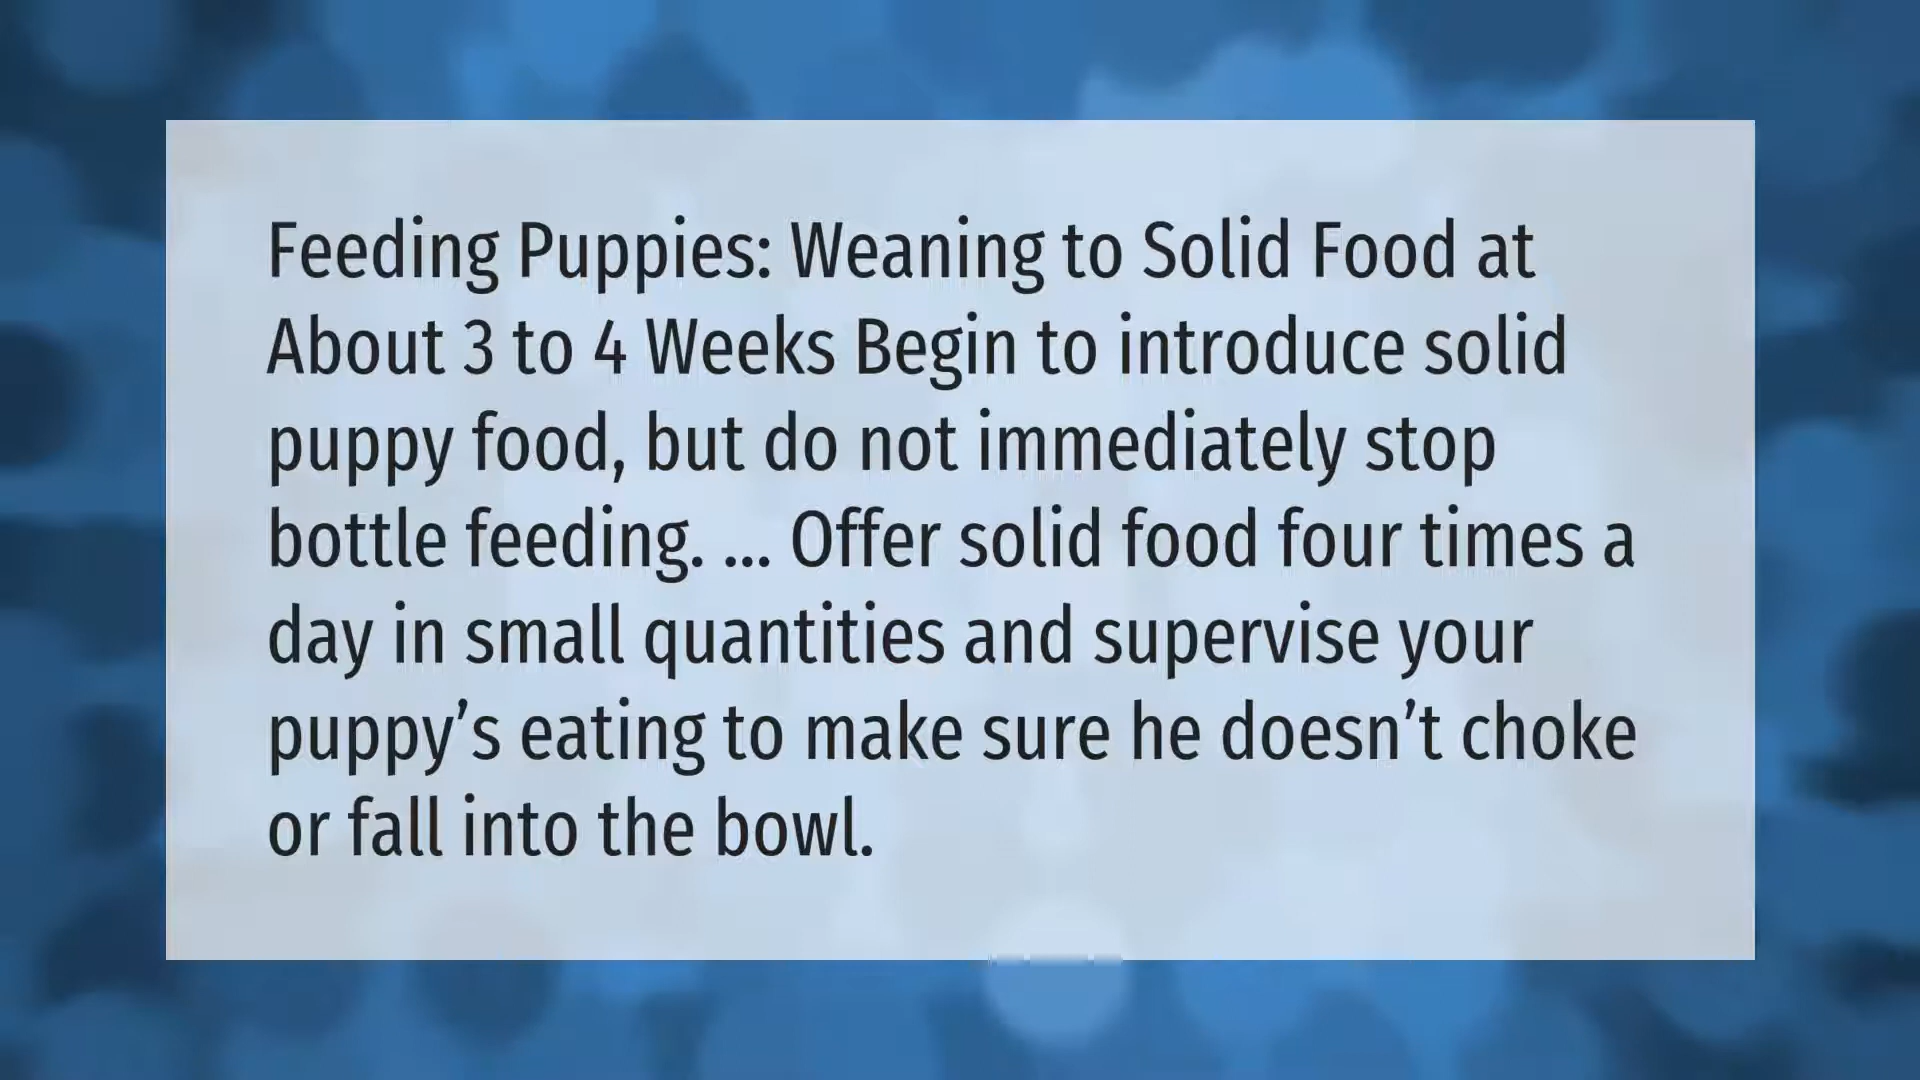 Feeding Puppies: Weaning to Solid Food at
About 3 to 4 Weeks Begin to introduce solid
puppy food, but do not immediately stop
bottle feeding. ... Offer solid food four times a
day in small quantities and supervise your
puppy’s eating to make sure he doesn’t choke
or fall into the bowl.